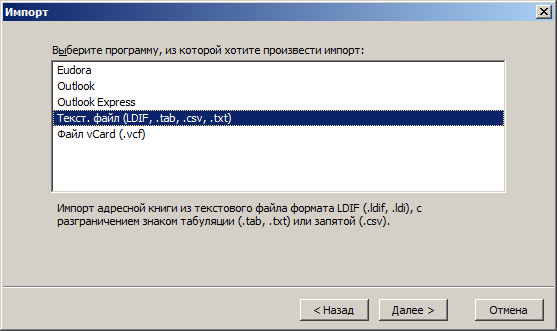 Импорт
Выберите программу, из которой хотите произвести импорт:
Eudora
Outlook
Outlook Express
Текст. файл (LDIF, .tab, .csv, .txt)
Файл vCard (.vcf)
Импорт адресной книги из текстового файла формата LDIF (.ldif, .ldi), с
разграничением знаком табуляции (.tab, .txt) или запятой (.csv).
< Назад
Далее >
Отмена